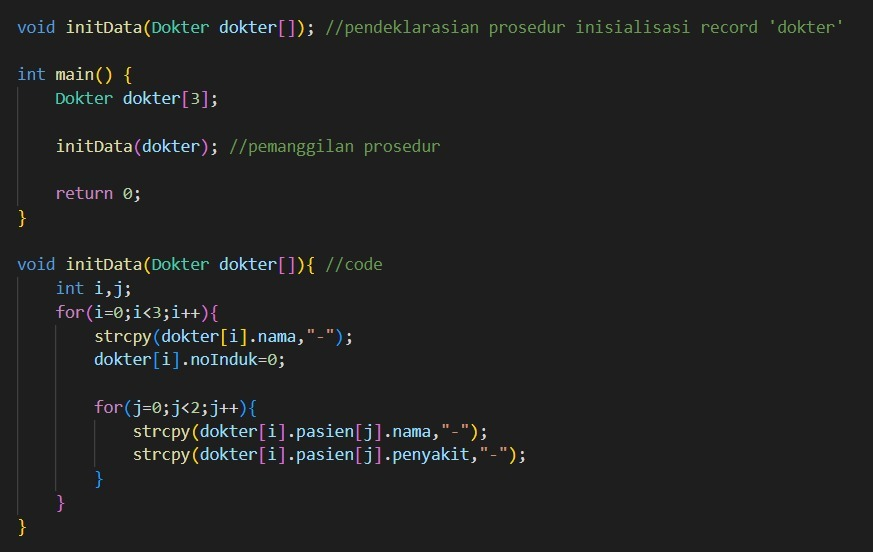 void initData(Dokter dokter[]); //pendeklarasian prosedur inisialisasi record 'dokter'
int main() {
Dokter dokter[3];
initData(dokter); //pemanggilan prosedur
return 0;
}
void initData(Dokter dokter[]){ //code
int i,j;
for(i=0;i<3;i++){
strcpy(dokter[i].nama,"-");
dokter[i].noInduk=0;
for(j=0;j<2;j++){
strcpy(dokter[i].pasien[j].nama,"-");
strcpy(dokter[i].pasien[j].penyakit,"-");
}
}
}